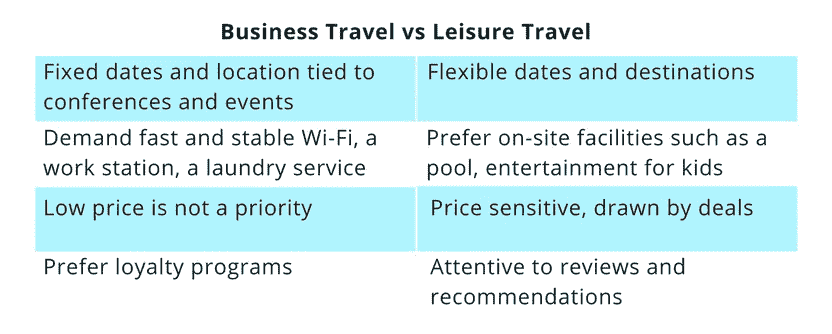 Business Travel vs Leisure Travel
Fixed dates and location tied to
conferences and events
Flexible dates and destinations
Demand fast and stable Wi-Fi, a
work station, a laundry service
Prefer on-site facilities such as a
pool, entertainment for kids
Low price is not a priority
Price sensitive, drawn by deals
Prefer loyalty programs
Attentive to reviews and
recommendations